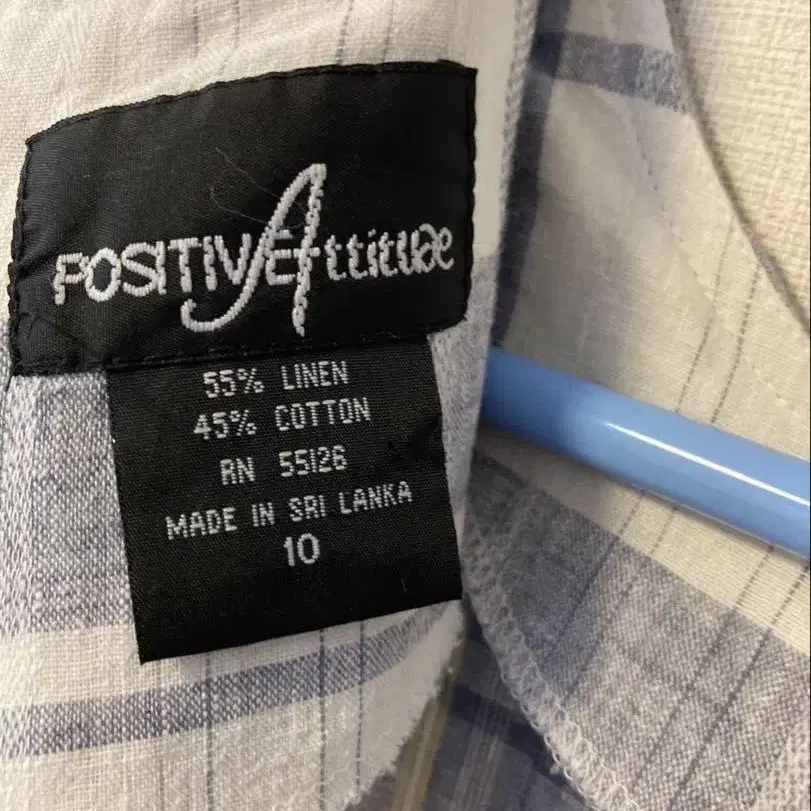 POSITIVE Attitude
55% LINEN
45% COTTON
RN 55126
MADE IN SRI LANKA
10